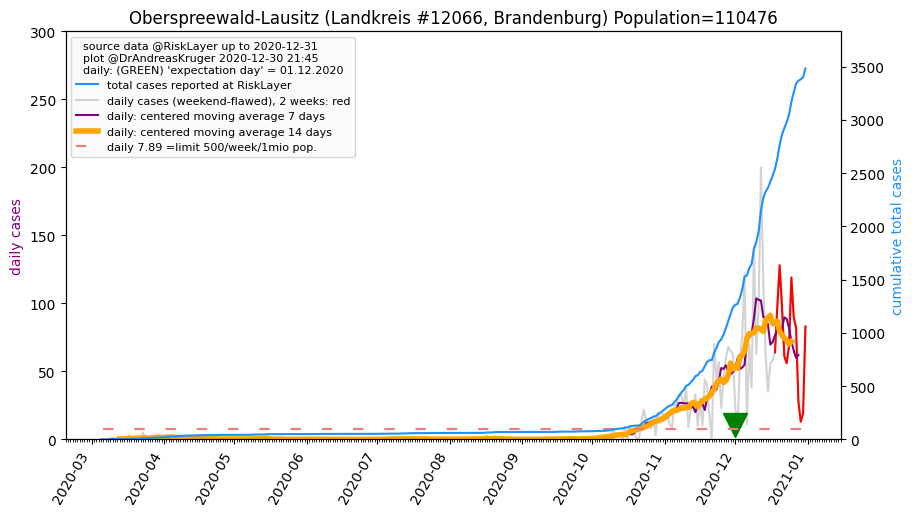 Oberspreewald-Lausitz (Landkreis #12066, Brandenburg) Population=110476
source data @RiskLayer up to 2020-12-31
plot @DrAndreasKruger 2020-12-30 21:45
daily: (GREEN) 'expectation day' = 01.12.2020
total cases reported at RiskLayer
daily cases (weekend-flawed), 2 weeks: red
daily: centered moving average 7 days
daily: centered moving average 14 days
daily 7.89 =limit 500/week/1mio pop.
daily cases
300
250
200
150
100
50
0
cumulative total cases
3500
3000
2500
2000
1500
1000
500
0
2020-03
2020-04
2020-05
2020-06
2020-07
2020-08
2020-09
2020-10
2020-11
2020-12
2021-01